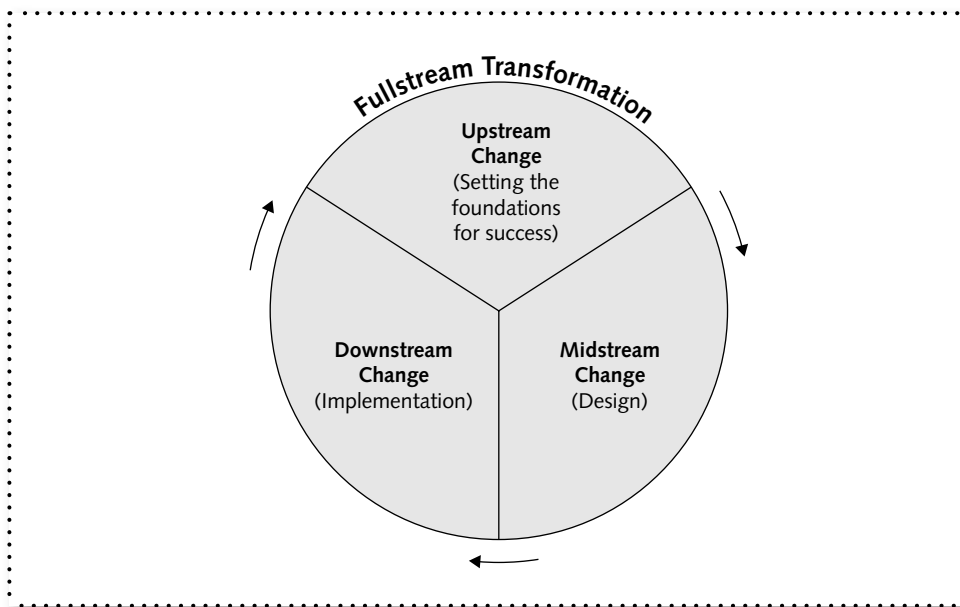 Fullstream Transformation
Upstream
Change
(Setting the
foundations
for success)
Downstream
Change
(Implementation)
Midstream
Change
(Design)